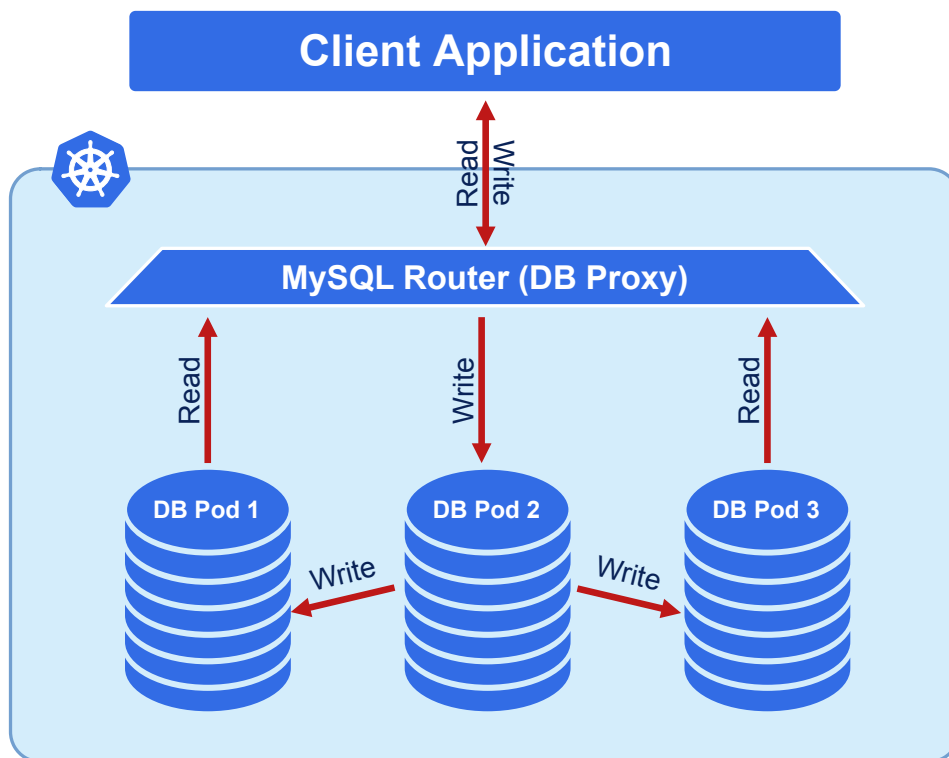 Client Application
Read
Write
MySQL Router (DB Proxy)
Read
Write
Read
DB Pod 1
DB Pod 2
DB Pod 3
Write
Write